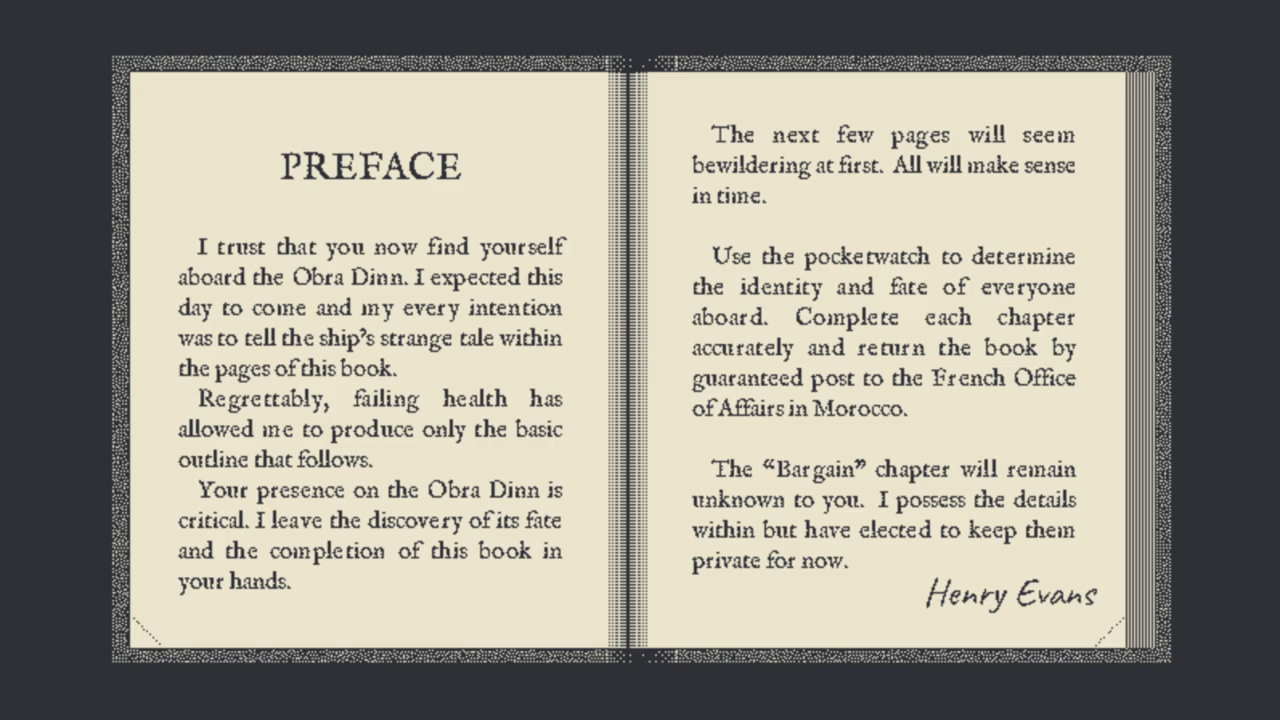 PREFACE
I trust that you now find yourself
aboard the Obra Dinn. I expected this
day to come and my every intention
was to tell the ship's strange tale within
the pages of this book.
Regrettably, failing health has
allowed me to produce only the basic
outline that follows.
Your presence on the Obra Dinn is
critical. I leave the discovery of its fate
and the completion of this book in
your hands.
The next few pages will seem
bewildering at first. All will make sense
in time.
Use the pocketwatch to determine
the identity and fate of everyone
aboard. Complete each chapter
accurately and return the book by
guaranteed post to the French Office
of Affairs in Morocco.
The “Bargain” chapter will remain
unknown to you. I possess the details
within but have elected to keep them
private for now.
Henry Evans